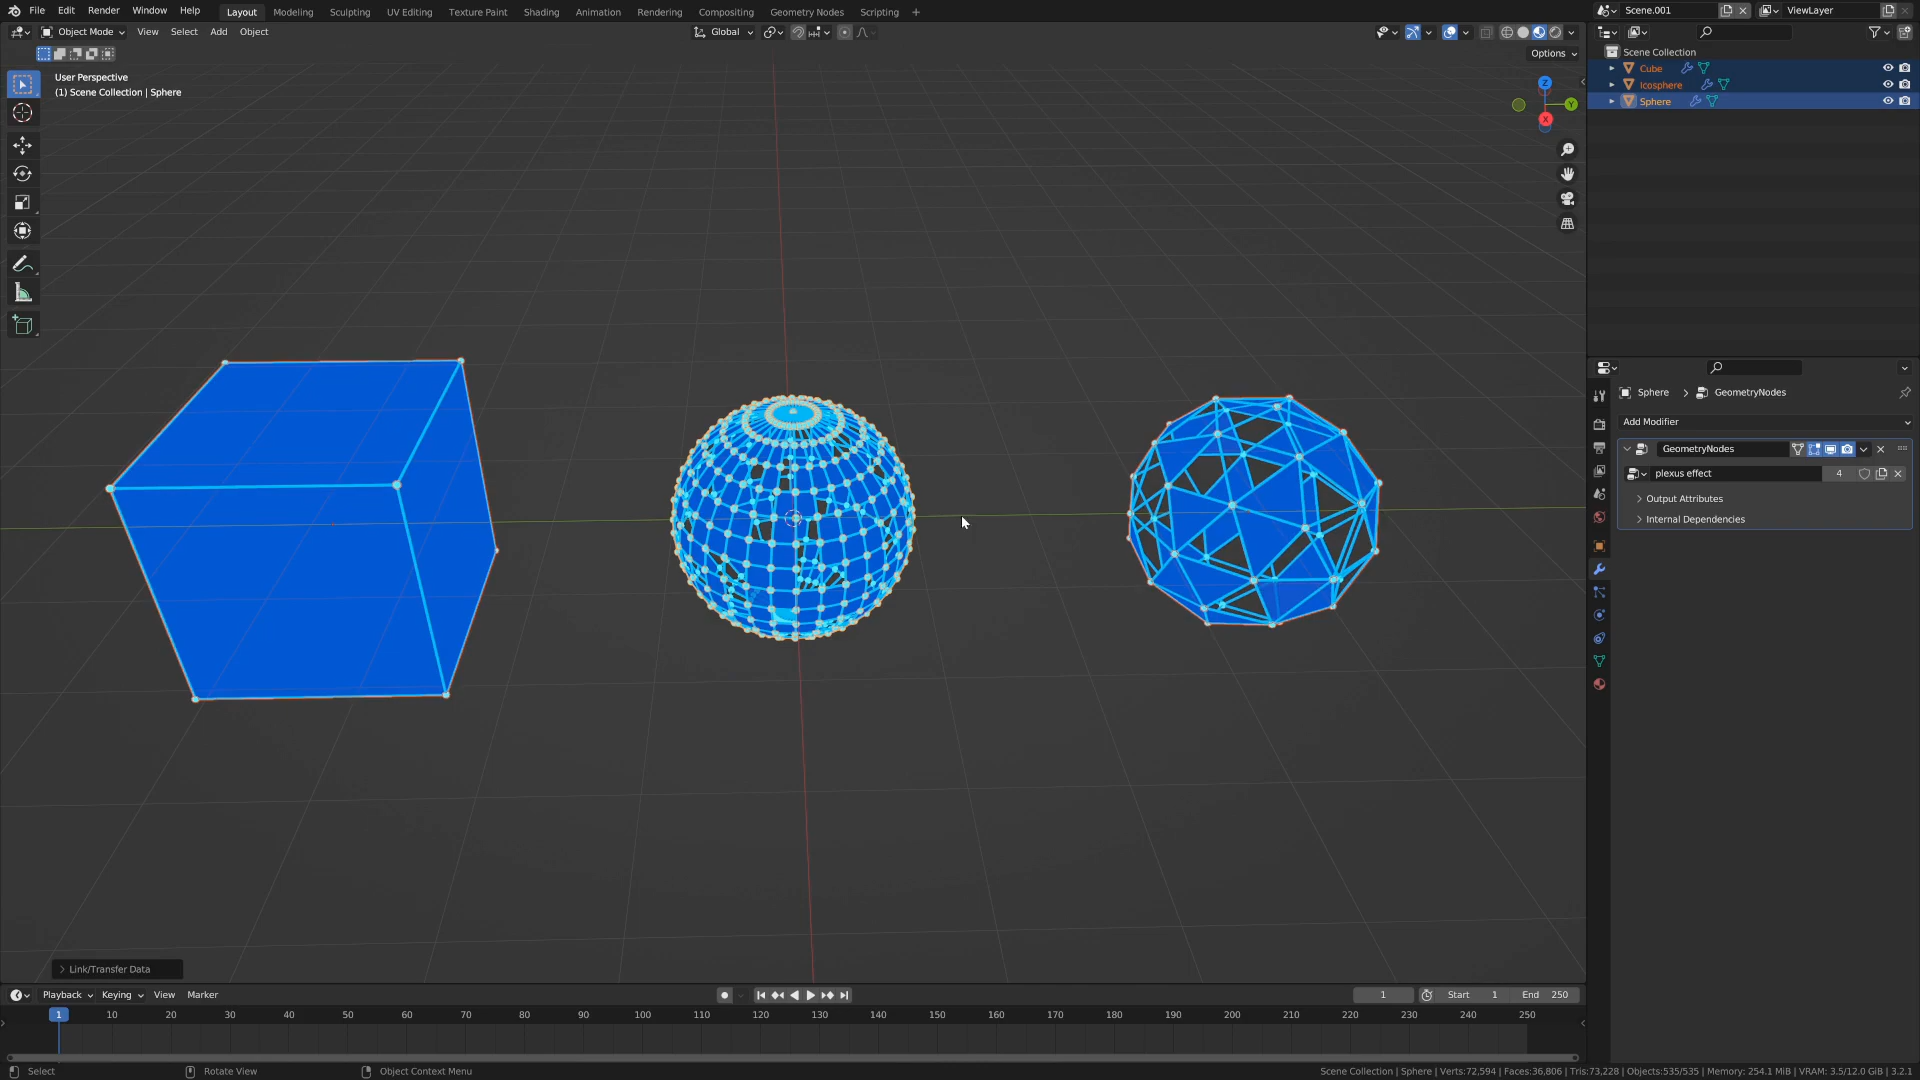 File Edit Render Window Help Layout Modeling Sculpting UV Editing Texture Paint Shading Animation Rendering Compositing Geometry Nodes Scripting + Scene.001 ViewLayer
Object Mode View Select Add Object Global
Options
User Perspective
(1) Scene Collection | Sphere
Z
Y
X
Scene Collection
Cube
Icosphere
Sphere
Sphere > GeometryNodes
Add Modifier
GeometryNodes
plexus effect 4
Output Attributes
Internal Dependencies
Link/Transfer Data
Playback Keying View Marker 1 Start 1 End 250
1 10 20 30 40 50 60 70 80 90 100 110 120 130 140 150 160 170 180 190 200 210 220 230 240 250
Select Rotate View Object Context Menu Scene Collection | Sphere | Verts:72,594 | Faces:36,806 | Tris:73,228 | Objects:535/535 | Memory: 254.1 MiB | VRAM: 3.5/12.0 GiB | 3.2.1